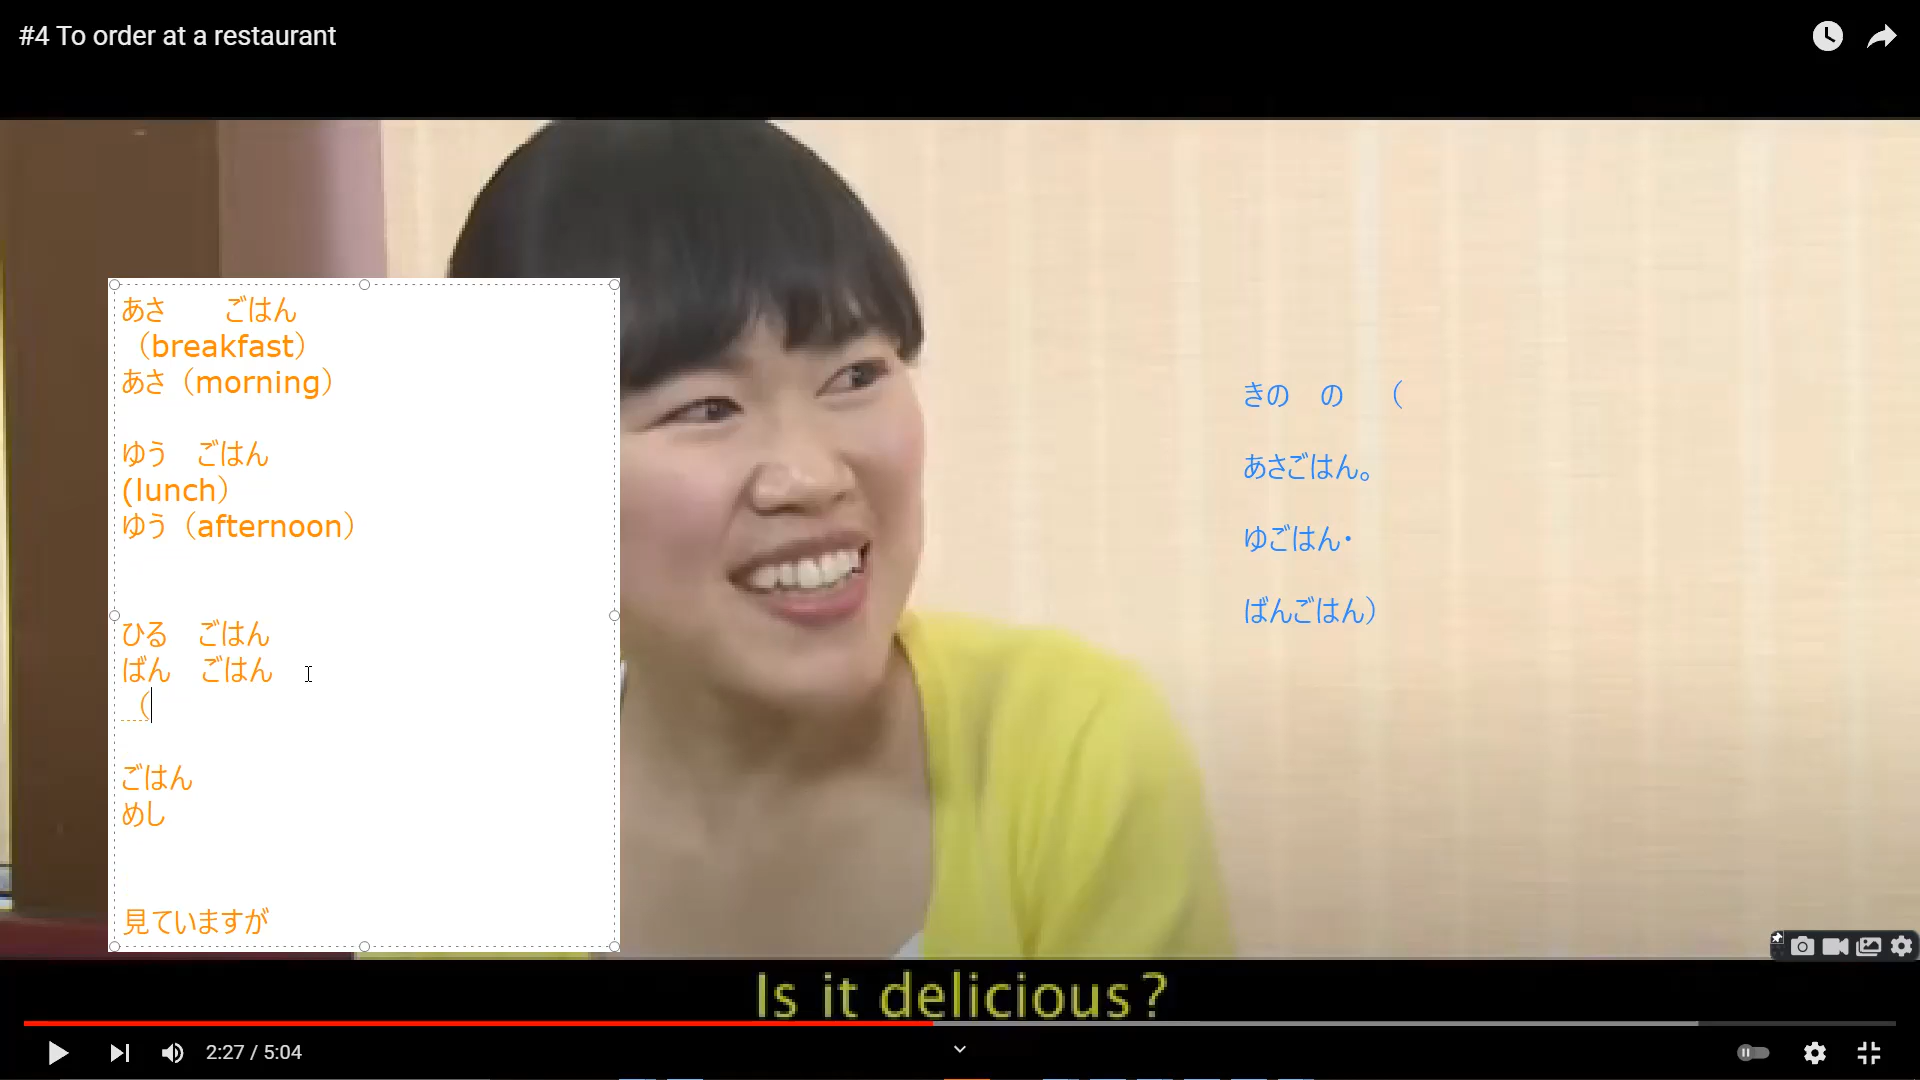 #4 To order at a restaurant
あさ　　ごはん
（breakfast）
あさ（morning）
ゆう　ごはん
(lunch）
ゆう（afternoon）
ひる　ごはん
ばん　ごはん
（
ごはん
めし
見ていますが
きの　の　　（
あさごはん。
ゆごはん・
ばんごはん）
Is it delicious?
2:27 / 5:04